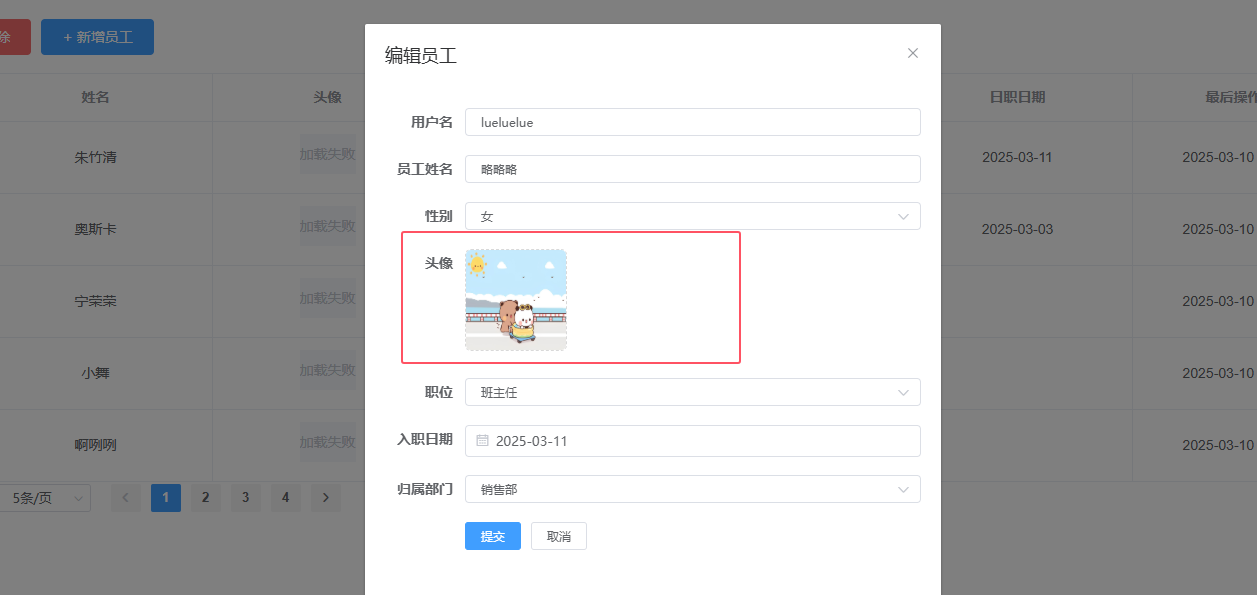 除
+ 新增员工
编辑员工
姓名
头像
日职日期
最后操作
用户名
lueluelue
朱竹清
加载失败
2025-03-11
2025-03-10
员工姓名
略略略
性别
女
奥斯卡
加载失败
2025-03-03
2025-03-10
头像
宁荣荣
加载失败
2025-03-10
小舞
加载失败
2025-03-10
职位
班主任
啊咧咧
加载失败
入职日期
2025-03-11
2025-03-10
归属部门
销售部
5条/页
1
2
3
4
提交
取消